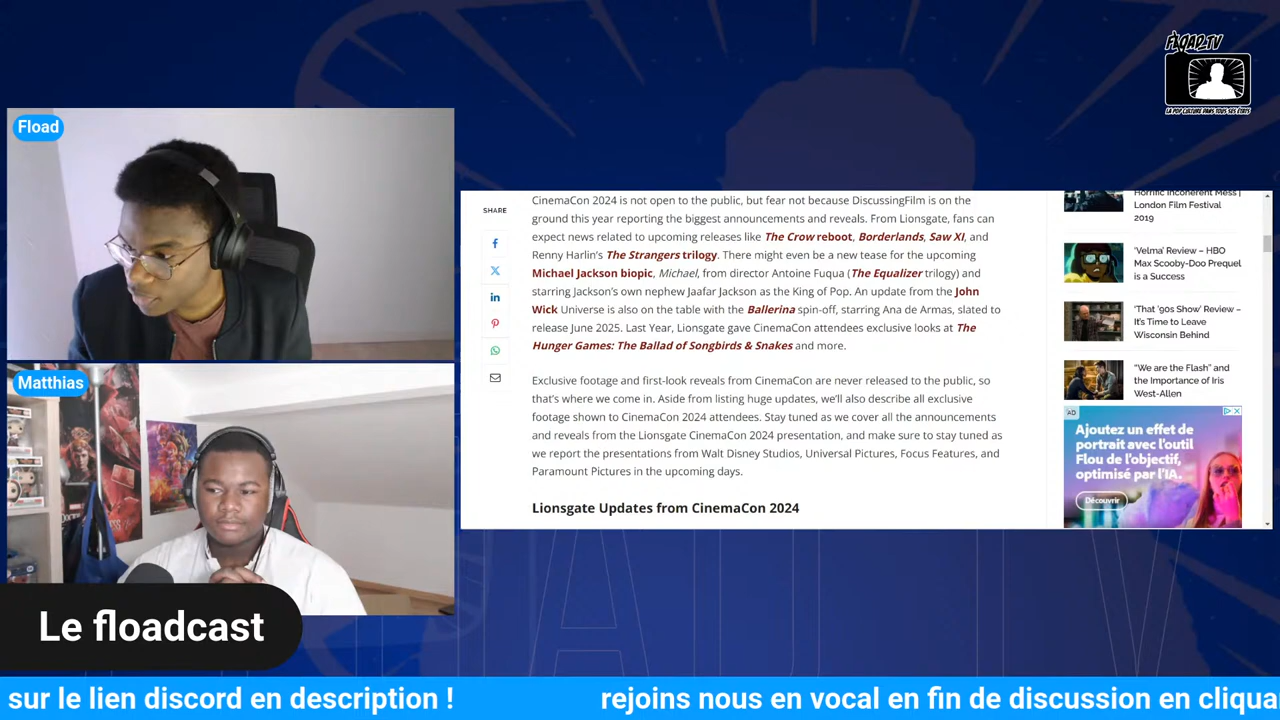 FLOAD.TV
LA POP CULTURE DANS TOUS SES ÉTATS
Fload
Matthias
SHARE
CinemaCon 2024 is not open to the public, but fear not because DiscussingFilm is on the
ground this year reporting the biggest announcements and reveals. From Lionsgate, fans can
expect news related to upcoming releases like The Crow reboot, Borderlands, Saw XI, and
Renny Harlin's The Strangers trilogy. There might even be a new tease for the upcoming
Michael Jackson biopic, Michael, from director Antoine Fuqua (The Equalizer trilogy) and
starring Jackson's own nephew Jaafar Jackson as the King of Pop. An update from the John
Wick Universe is also on the table with the Ballerina spin-off, starring Ana de Armas, slated to
release June 2025. Last Year, Lionsgate gave CinemaCon attendees exclusive looks at The
Hunger Games: The Ballad of Songbirds & Snakes and more.
Exclusive footage and first-look reveals from CinemaCon are never released to the public, so
that's where we come in. Aside from listing huge updates, we'll also describe all exclusive
footage shown to CinemaCon 2024 attendees. Stay tuned as we cover all the announcements
and reveals from the Lionsgate CinemaCon 2024 presentation, and make sure to stay tuned as
we report the presentations from Walt Disney Studios, Universal Pictures, Focus Features, and
Paramount Pictures in the upcoming days.
Lionsgate Updates from CinemaCon 2024
Horrific Incoherent Mess |
London Film Festival
2019
'Velma' Review – HBO
Max Scooby-Doo Prequel
is a Success
'That '90s Show' Review –
It's Time to Leave
Wisconsin Behind
"We are the Flash" and
the Importance of Iris
West-Allen
AD
Ajoutez un effet de
portrait avec l'outil
Flou de l'objectif,
optimisé par l'IA.
Découvrir
Le floadcast
sur le lien discord en description !
rejoins nous en vocal en fin de discussion en cliqua